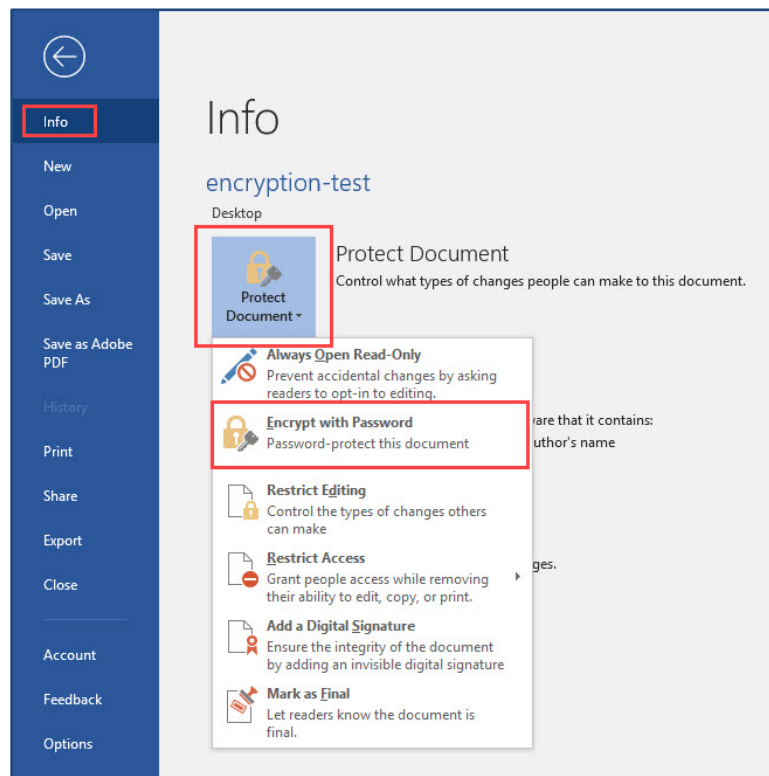 Info
New
Open
Save
Save As
Save as Adobe
PDF
History
Print
Share
Export
Close
Account
Feedback
Options
Info
encryption-test
Desktop
Protect
Document
Protect Document
Control what types of changes people can make to this document.
Always Open Read-Only
Prevent accidental changes by asking
readers to opt-in to editing.
Encrypt with Password
Password-protect this document
Restrict Editing
Control the types of changes others
can make
Restrict Access
Grant people access while removing
their ability to edit, copy, or print.
Add a Digital Signature
Ensure the integrity of the document
by adding an invisible digital signature
Mark as Final
Let readers know the document is
final.
that it contains:
name